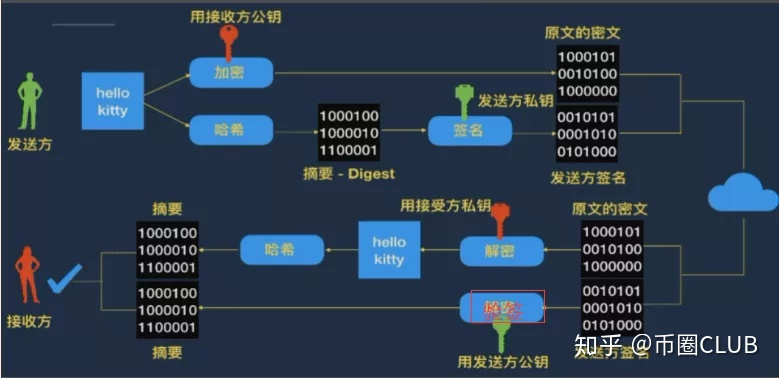 用接收方公钥
原文的密文
加密
1000101
0010100
1000000
hello
kitty
发送方私钥
发送方
哈希
1000100
1000010
1100001
签名
0010101
0001010
0101000
摘要 - Digest
发送方签名
摘要
用接受方私钥
原文的密文
1000100
1000010
1100001
哈希
hello
kitty
解密
1000101
0010100
1000000
接收方
1000100
1000010
1100001
0010101
0001010
0101000
摘要
用发送方公钥
发送方签名
知乎 @币圈CLUB